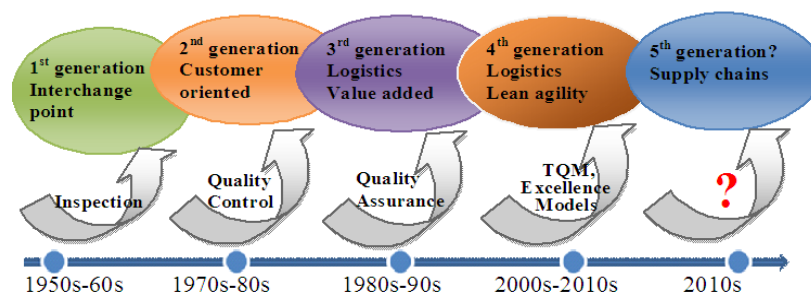 1st generation
Interchange
point
2nd generation
Customer
oriented
3rd generation
Logistics
Value added
4th generation
Logistics
Lean agility
5th generation?
Supply chains
Inspection
Quality
Control
Quality
Assurance
TQM,
Excellence
Models
?
1950s-60s
1970s-80s
1980s-90s
2000s-2010s
2010s